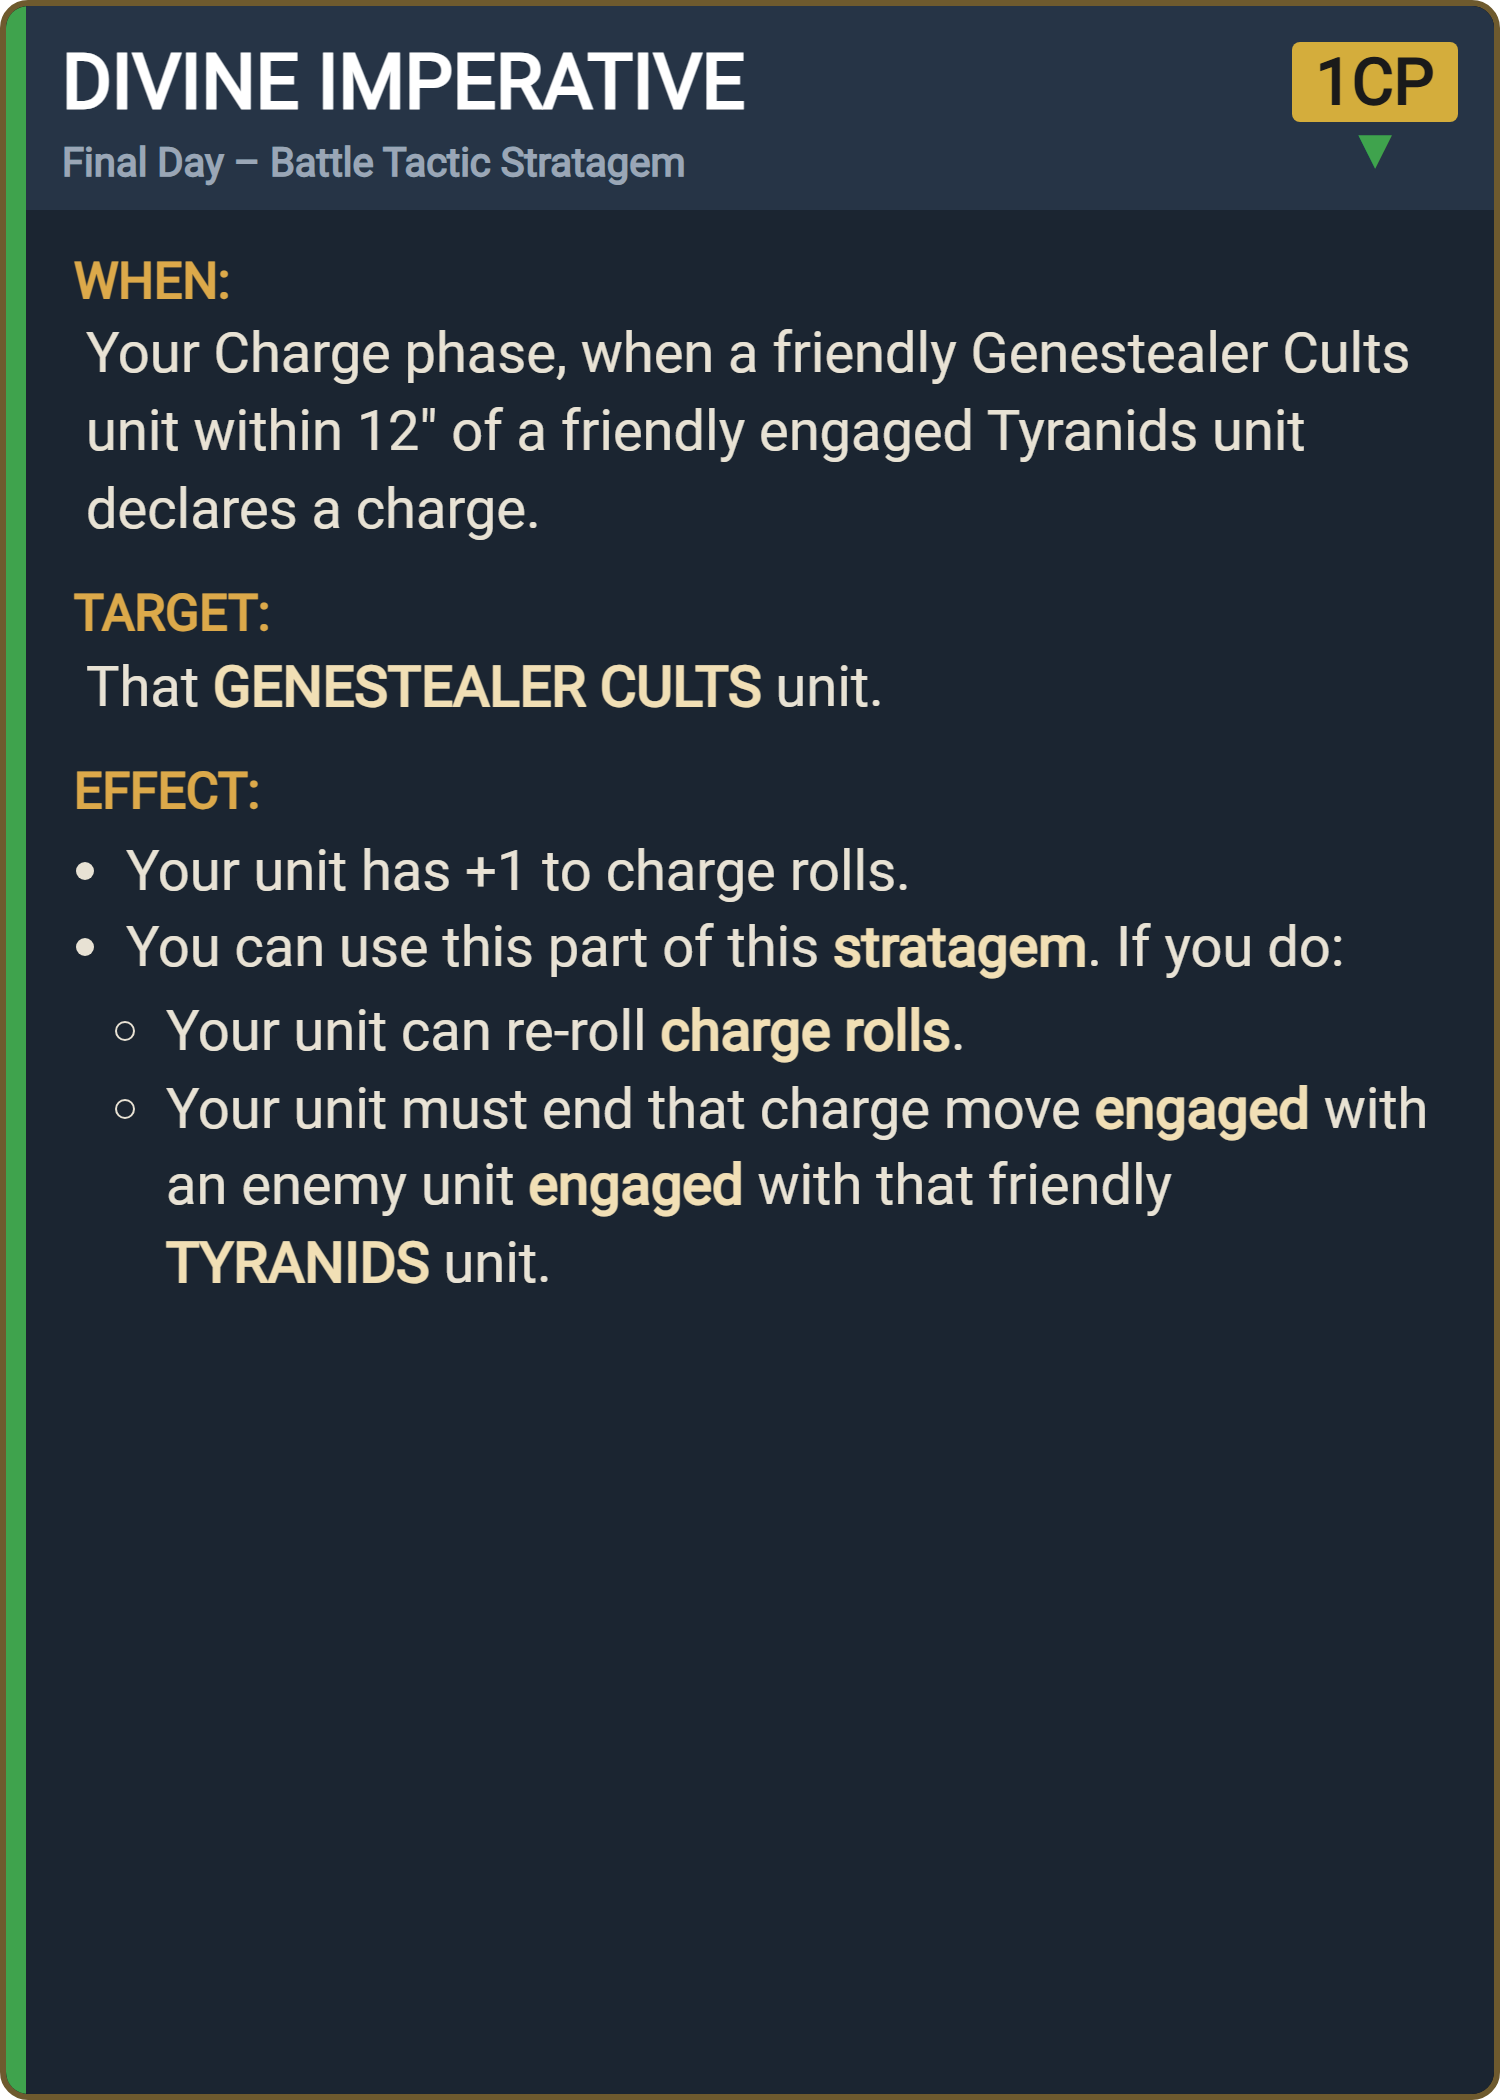 DIVINE IMPERATIVE
1CP
Final Day – Battle Tactic Stratagem
WHEN:
Your Charge phase, when a friendly Genestealer Cults
unit within 12" of a friendly engaged Tyranids unit
declares a charge.
TARGET:
That GENESTEALER CULTS unit.
EFFECT:
• Your unit has +1 to charge rolls.
• You can use this part of this stratagem. If you do:
○ Your unit can re-roll charge rolls.
○ Your unit must end that charge move engaged with
an enemy unit engaged with that friendly
TYRANIDS unit.